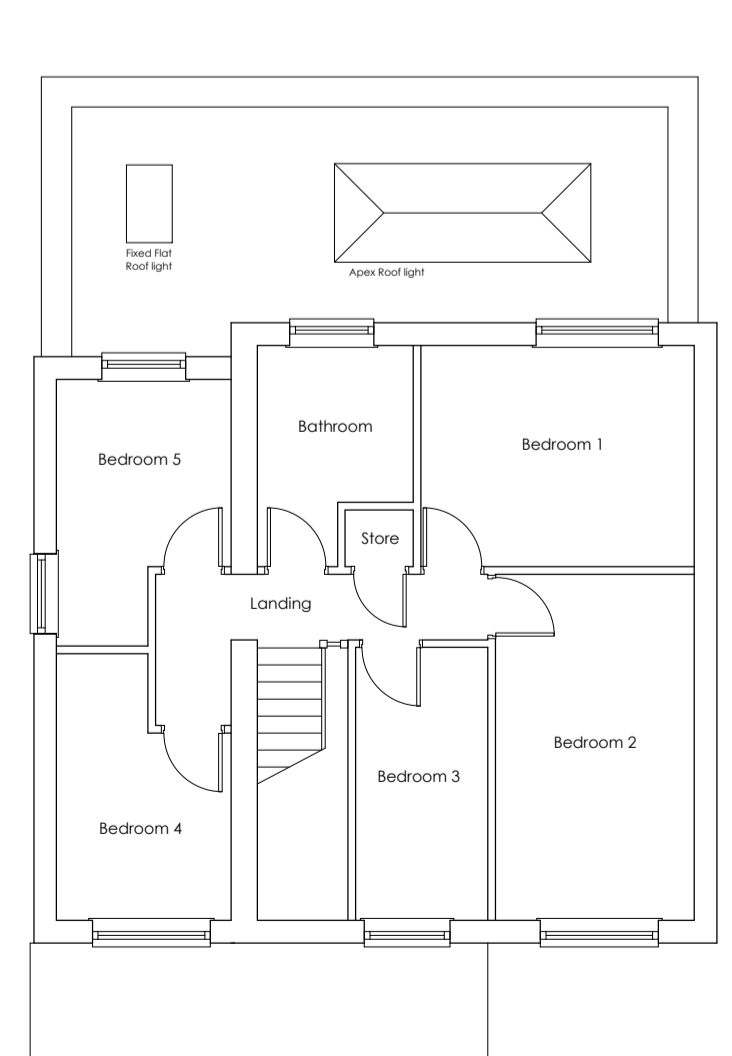 Fixed Flat
Roof light
Apex Roof light
Bathroom
Bedroom 1
Bedroom 5
Store
Landing
Bedroom 2
Bedroom 3
Bedroom 4